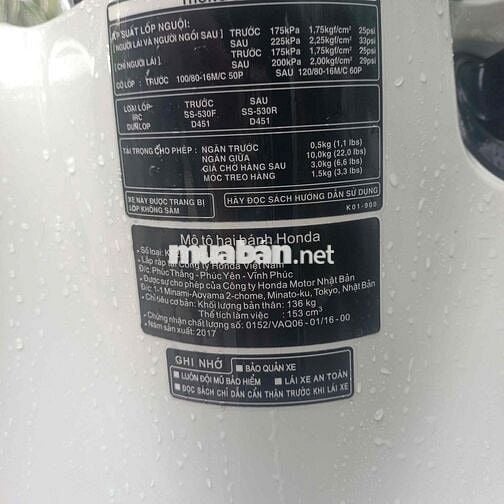 ÁP SUẤT LỐP NGUỘI: TRƯỚC 175kPa 1,75kgf/cm² 25psi
[NGƯỜI LÁI VÀ NGƯỜI NGỒI SAU] SAU 225kPa 2,25kgf/cm² 33psi
[CHỈ NGƯỜI LÁI] TRƯỚC 175kPa 1,75kgf/cm² 25psi
SAU 200kPa 2,00kgf/cm² 29psi
CỠ LỐP: TRƯỚC 100/80-16M/C 50P SAU 120/80-16M/C 60P
LOẠI LỐP TRƯỚC SAU
IRC SS-530F SS-530R
DUNLOP D451 D451
TẢI TRỌNG CHO PHÉP: NGĂN TRƯỚC 0,5kg (1,1 lbs)
NGĂN GIỮA 10,0kg (22,0 lbs)
GIÁ CHỞ HÀNG SAU 3,0kg (6,6 lbs)
MÓC TREO HÀNG 1,5kg (3,3 lbs)
XE NÀY ĐƯỢC TRANG BỊ LỐP KHÔNG SĂM
HÃY ĐỌC SÁCH HƯỚNG DẪN SỬ DỤNG
K01-900
Mô tô hai bánh Honda
Số loại:
muaban.net
Lắp ráp tại Công ty Honda Việt Nam
Đ/c: Phúc Thắng - Phúc Yên - Vĩnh Phúc
Được sự cho phép của Công ty Honda Motor Nhật Bản
Đ/c: 1-1 Minami-Aoyama 2-chome, Minato-ku, Tokyo, Nhật Bản
Chỉ tiêu cơ bản: Khối lượng bản thân: 136 kg
Thể tích làm việc: 153 cm³
Chứng nhận chất lượng số: 0152/VAQ06 - 01/16 - 00
Năm sản xuất: 2017
GHI NHỚ
BẢO QUẢN XE
LUÔN ĐỘI MŨ BẢO HIỂM LÁI XE AN TOÀN
ĐỌC SÁCH CHỈ DẪN CẨN THẬN TRƯỚC KHI LÁI XE